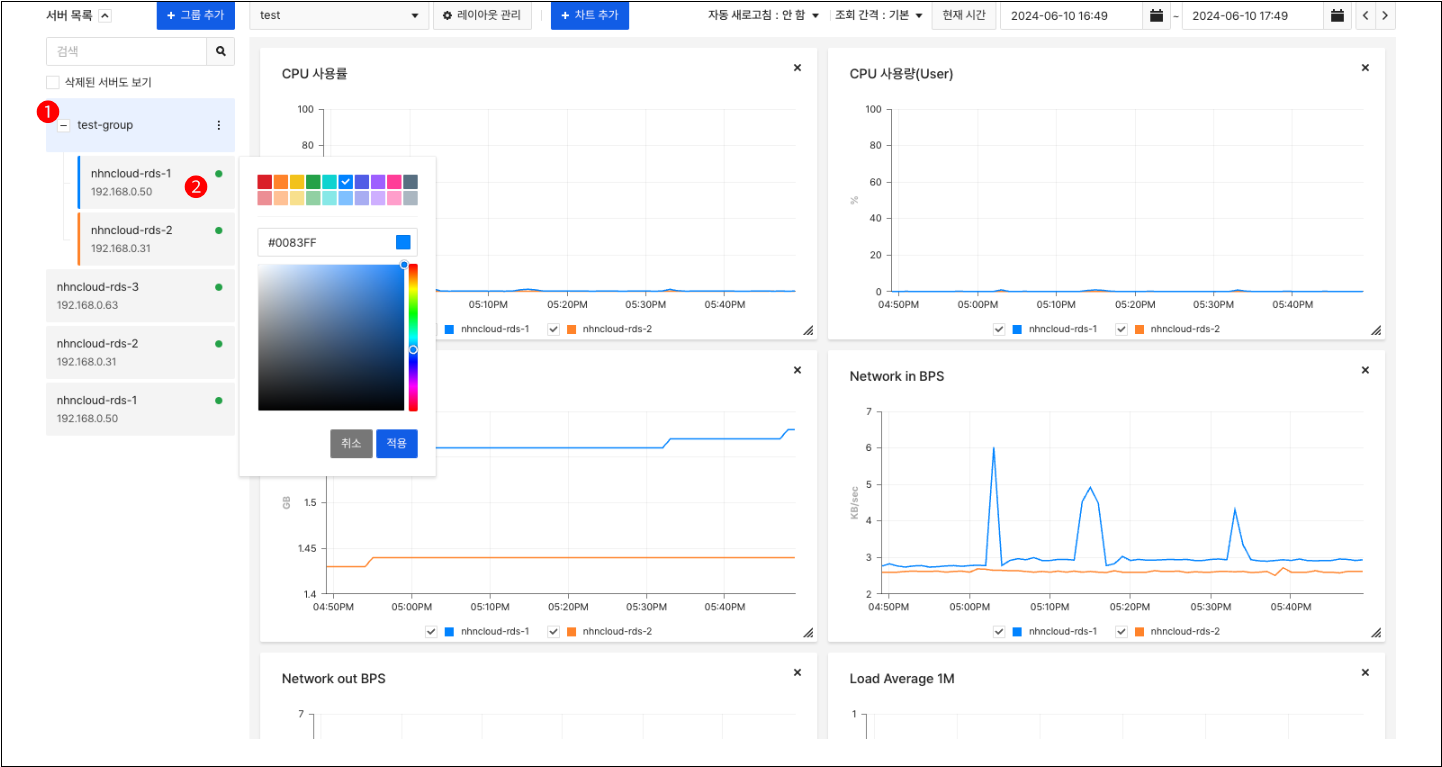 서버 목록
+ 그룹 추가
test
레이아웃 관리
+ 차트 추가
자동 새로고침 : 안 함
조회 간격 : 기본
현재 시간
2024-06-10 16:49
~
2024-06-10 17:49
검색
삭제된 서버도 보기
1
test-group
nhncloud-rds-1
192.168.0.50
2
nhncloud-rds-2
192.168.0.31
nhncloud-rds-3
192.168.0.63
nhncloud-rds-2
192.168.0.31
nhncloud-rds-1
192.168.0.50
#0083FF
취소
적용
CPU 사용률
100
80
05:10PM
05:20PM
05:30PM
05:40PM
nhncloud-rds-1
nhncloud-rds-2
CPU 사용량(User)
100
80
60
40
20
0
%
04:50PM
05:00PM
05:10PM
05:20PM
05:30PM
05:40PM
nhncloud-rds-1
nhncloud-rds-2
1.5
1.45
1.4
GB
04:50PM
05:00PM
05:10PM
05:20PM
05:30PM
05:40PM
nhncloud-rds-1
nhncloud-rds-2
Network in BPS
7
6
5
4
3
2
KB/sec
04:50PM
05:00PM
05:10PM
05:20PM
05:30PM
05:40PM
nhncloud-rds-1
nhncloud-rds-2
Network out BPS
7
Load Average 1M
1